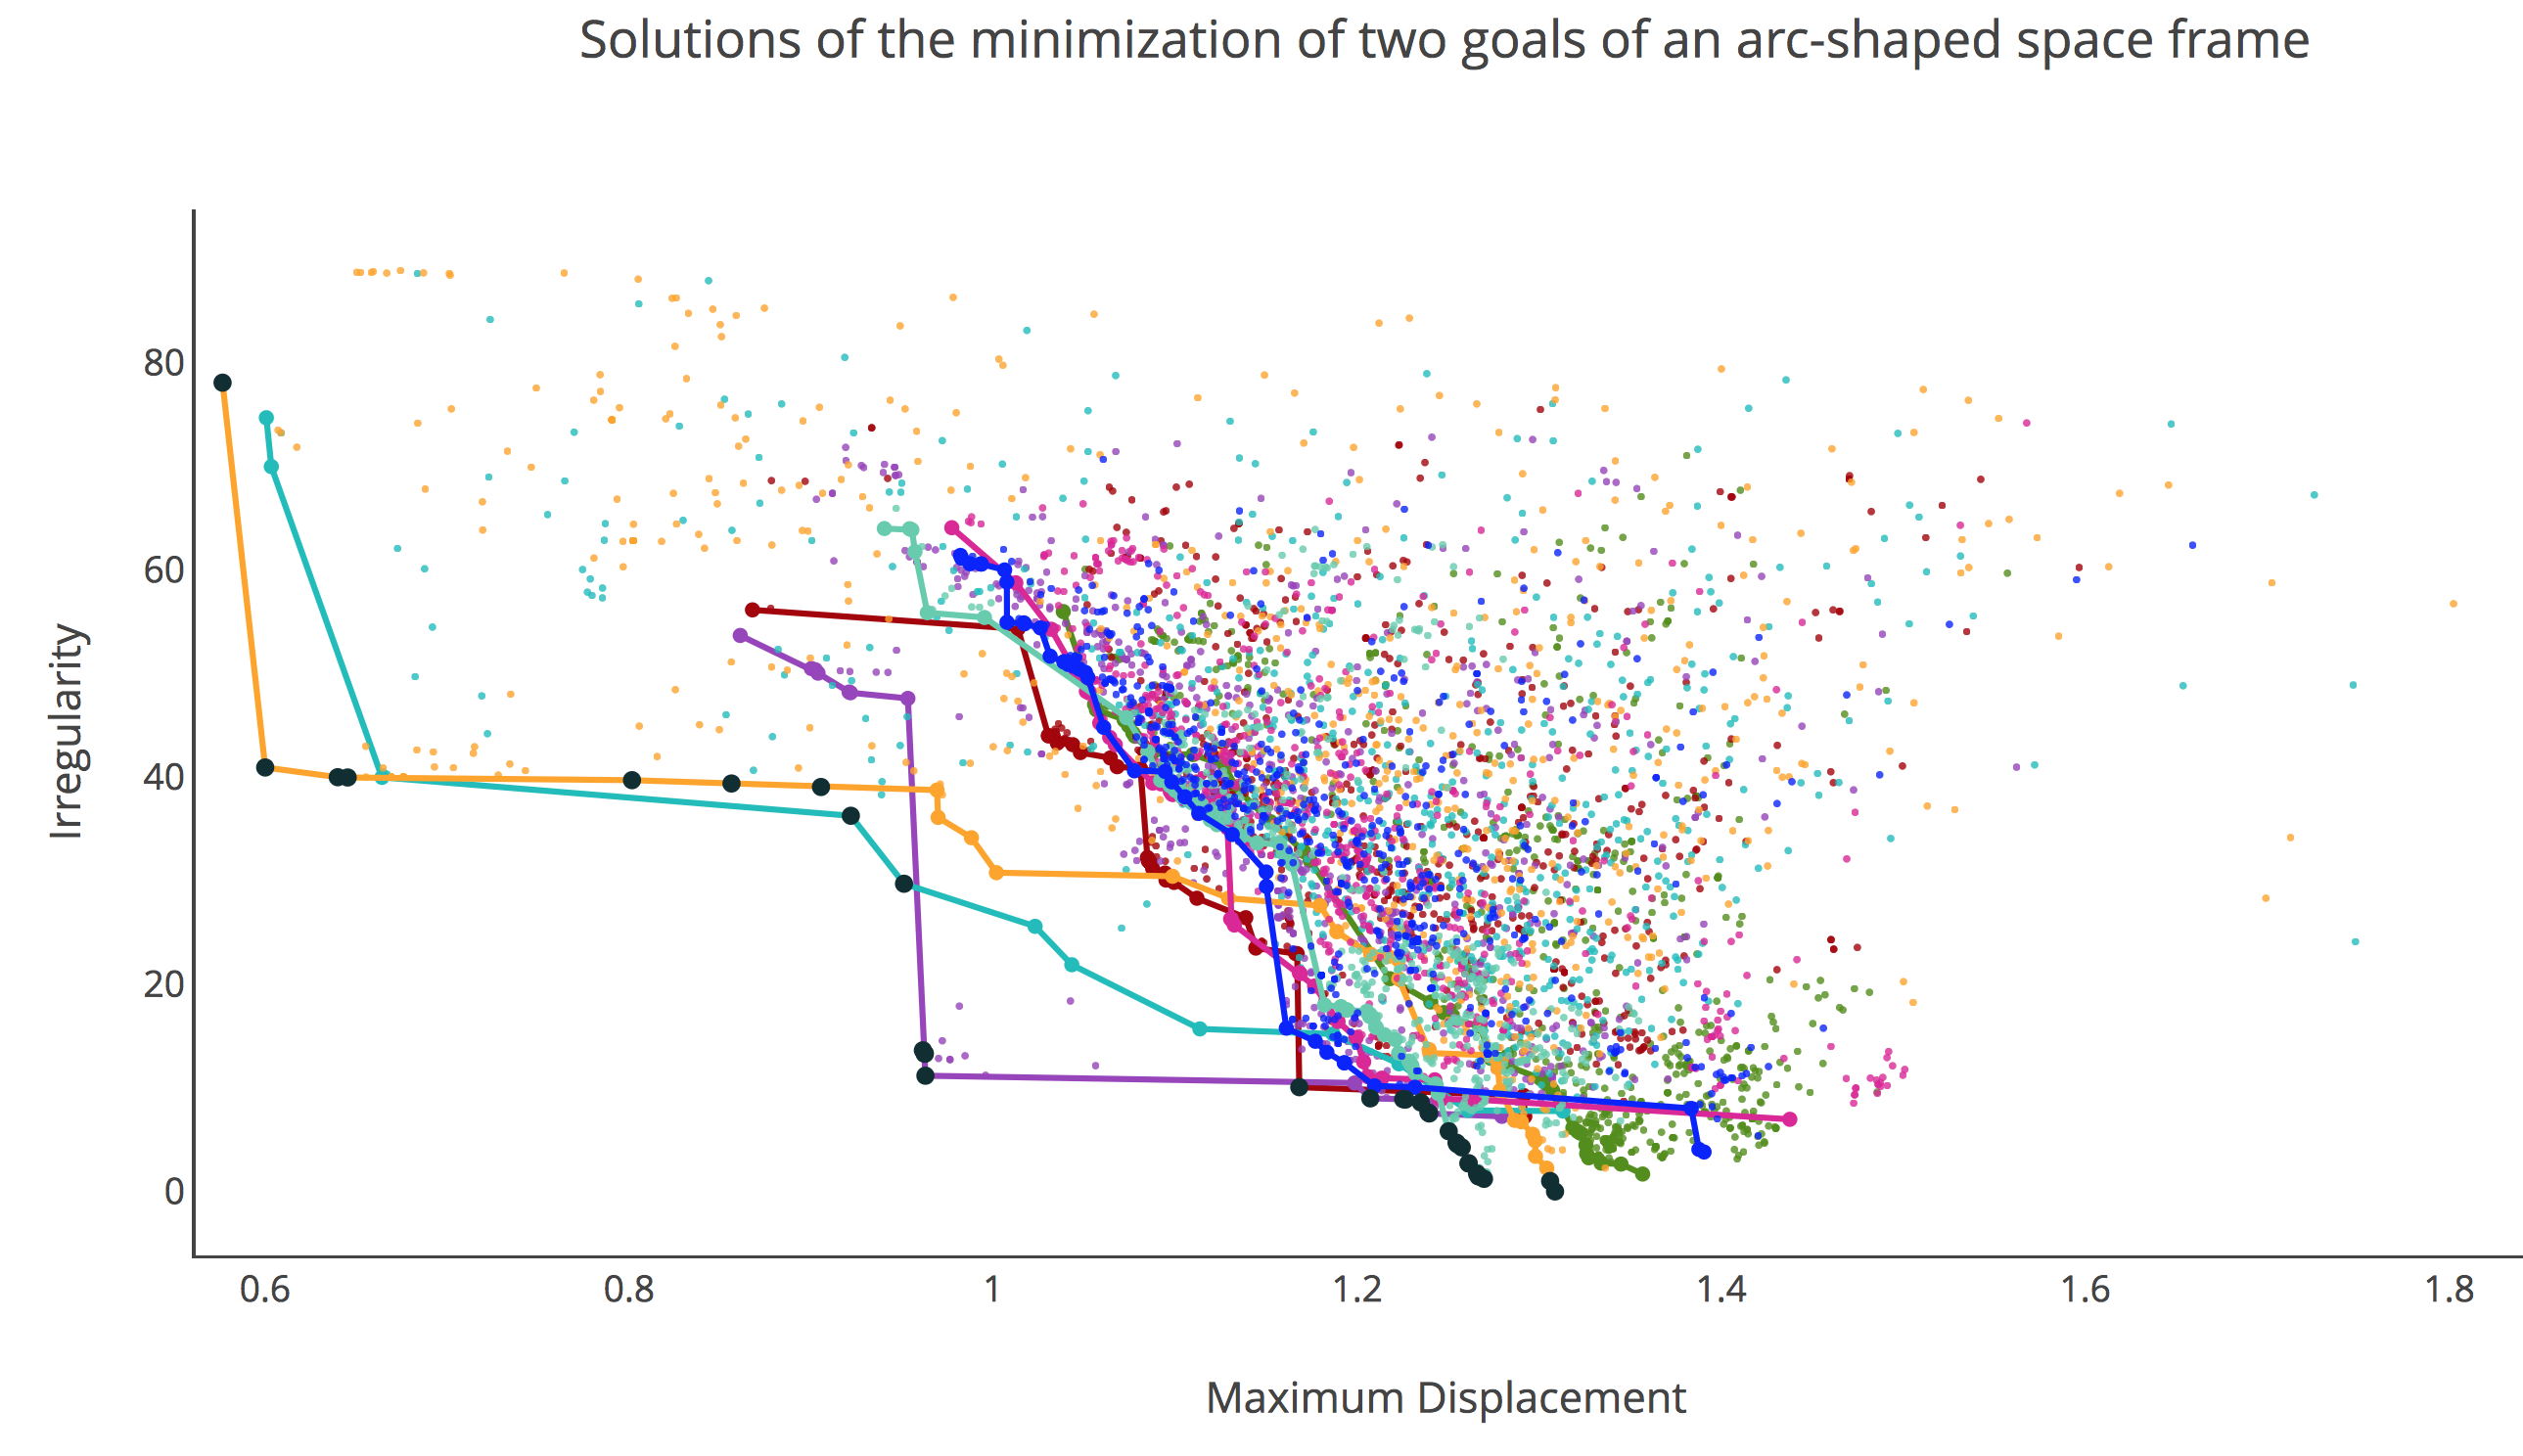 Solutions of the minimization of two goals of an arc-shaped space frame
80
60
40
20
0
Irregularity
0.6 0.8 1 1.2 1.4 1.6 1.8
Maximum Displacement